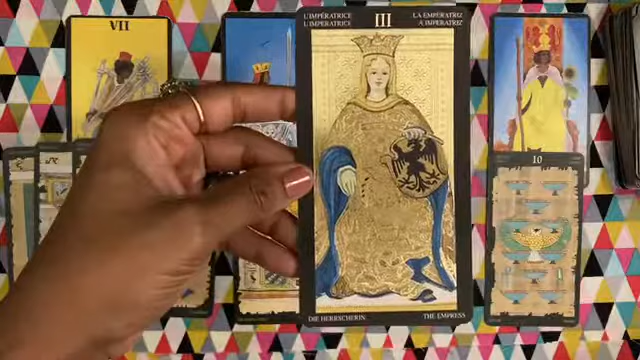 VII
L'IMPÉRATRICE
L'IMPERATRICE
III
LA EMPERATRIZ
A IMPERATRIZ
10
DIE HERRSCHERIN
THE EMPRESS